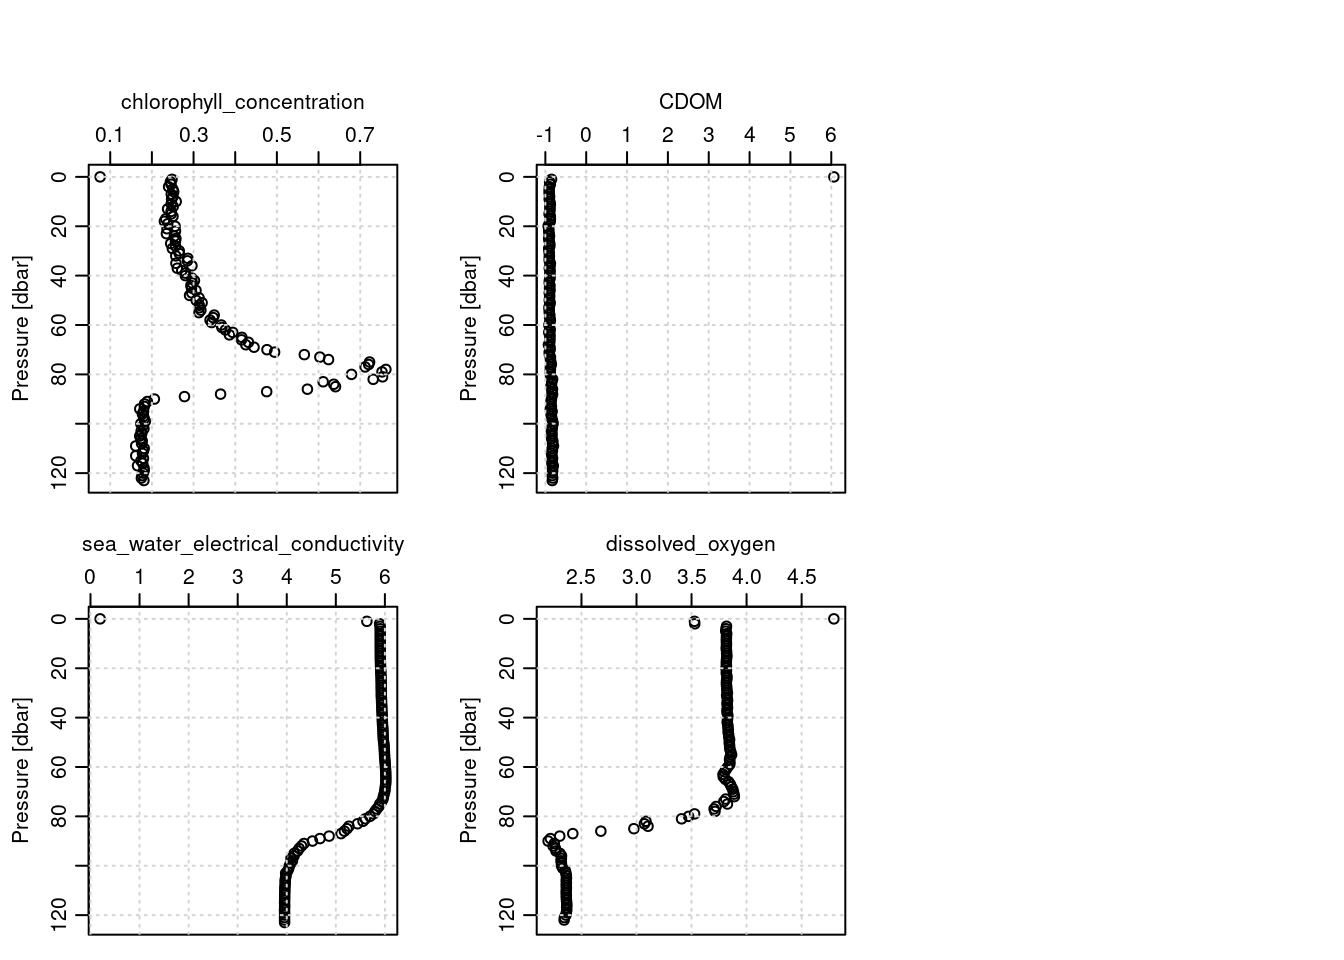 chlorophyll_concentration
0.1 0.3 0.5 0.7
Pressure [dbar]
0 20 40 60 80 120
CDOM
-1 0 1 2 3 4 5 6
Pressure [dbar]
0 20 40 60 80 120
sea_water_electrical_conductivity
0 1 2 3 4 5 6
Pressure [dbar]
0 20 40 60 80 120
dissolved_oxygen
2.5 3.0 3.5 4.0 4.5
Pressure [dbar]
0 20 40 60 80 120